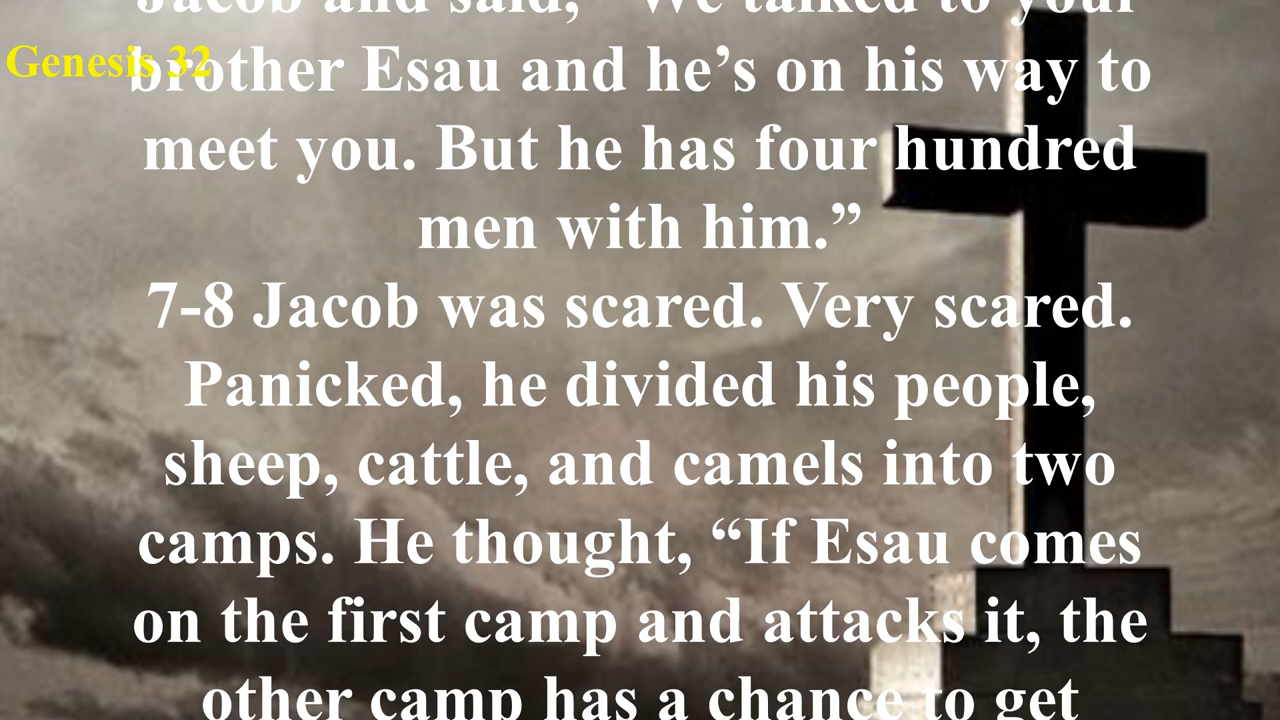 Jacob and said, “We talked to your
Genesis 32
brother Esau and he’s on his way to
meet you. But he has four hundred
men with him.”
7-8 Jacob was scared. Very scared.
Panicked, he divided his people,
sheep, cattle, and camels into two
camps. He thought, “If Esau comes
on the first camp and attacks it, the
other camp has a chance to get